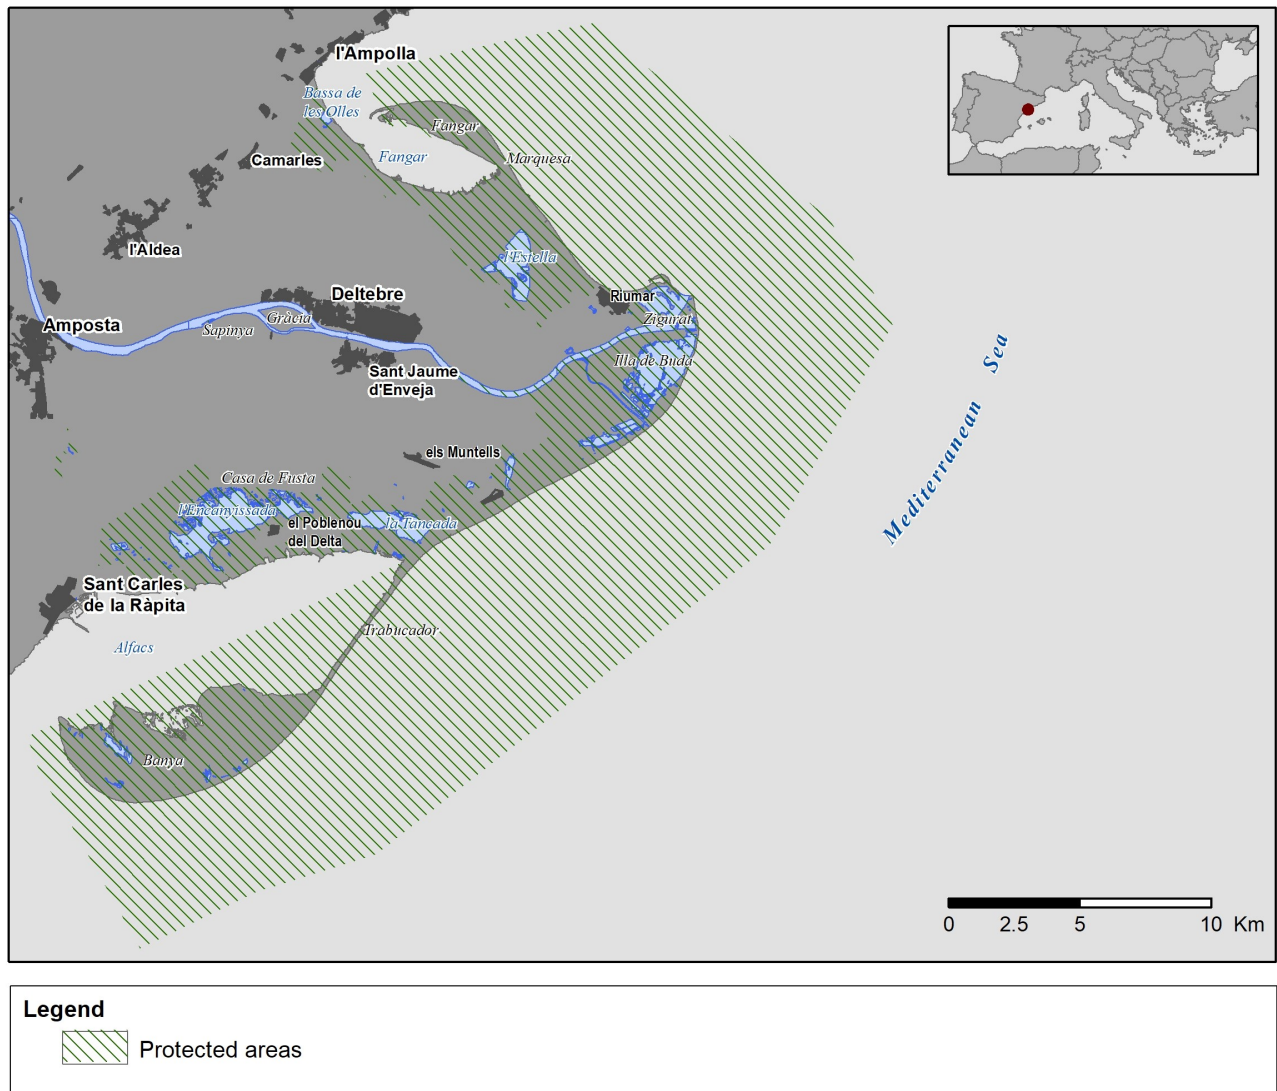 l'Ampolla
Bassa de
les Olles
Fangar
Camarles
Fangar
Marquesa
l'Aldea
l'Estella
Deltebre
Riumar
Gràcia
Zigurat
Amposta
Sapinya
Illa de Buda
Mediterranean Sea
Sant Jaume
d'Enveja
els Muntells
Casa de Fusta
l'Encanyissada
el Poblenou
del Delta
la Tancada
Sant Carles
de la Ràpita
Trabucador
Alfacs
Banya
0 2.5 5 10 Km
Legend
Protected areas